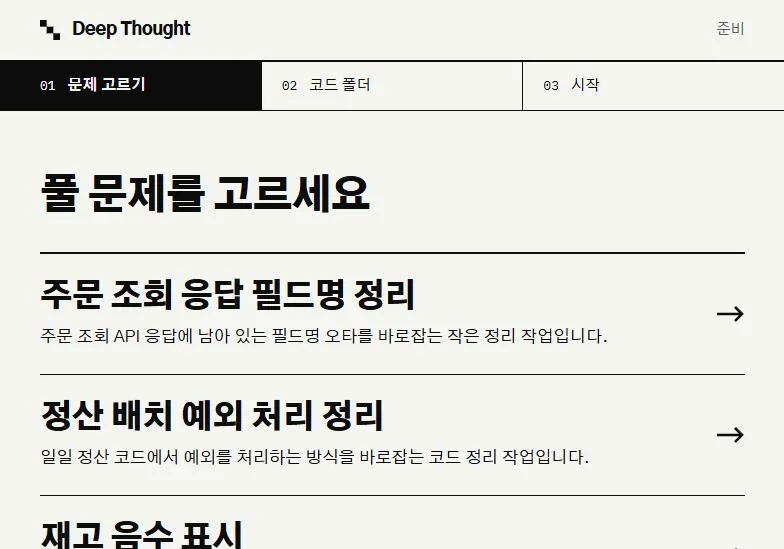 Deep Thought
준비
01 문제 고르기
02 코드 폴더
03 시작
풀 문제를 고르세요
주문 조회 응답 필드명 정리
주문 조회 API 응답에 남아 있는 필드명 오타를 바로잡는 작은 정리 작업입니다.
정산 배치 예외 처리 정리
일일 정산 코드에서 예외를 처리하는 방식을 바로잡는 코드 정리 작업입니다.
재고 음수 표시